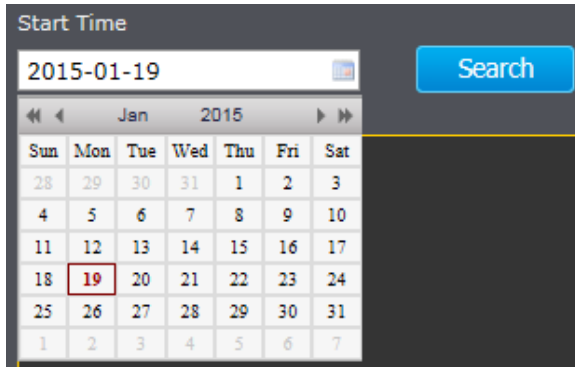 Start Time
2015-01-19
Search
Jan 2015
Sun Mon Tue Wed Thu Fri Sat
28 29 30 31 1 2 3
4 5 6 7 8 9 10
11 12 13 14 15 16 17
18 19 20 21 22 23 24
25 26 27 28 29 30 31
1 2 3 4 5 6 7